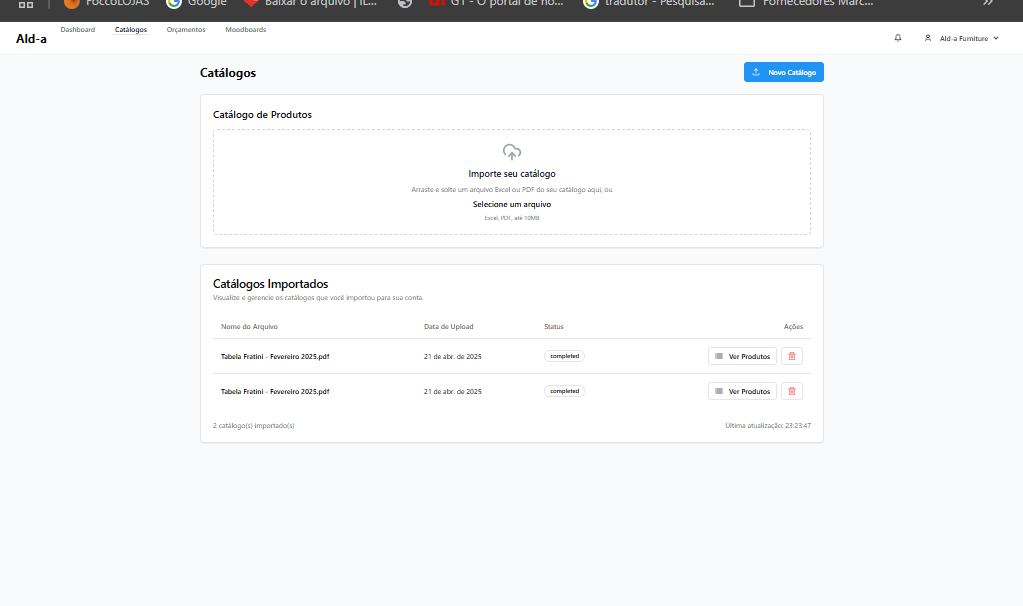 FoccoLOJAS
Google
Baixar o arquivo | iL...
G1 - O portal de no...
tradutor - Pesquisa...
Fornecedores Marc...
Ald-a
Dashboard
Catálogos
Orçamentos
Moodboards
Ald-a Furniture
Catálogos
Novo Catálogo
Catálogo de Produtos
Importe seu catálogo
Arraste e solte um arquivo Excel ou PDF do seu catálogo aqui, ou
Selecione um arquivo
Excel, PDF, até 10MB
Catálogos Importados
Visualize e gerencie os catálogos que você importou para sua conta.
Nome do Arquivo Data de Upload Status Ações
Tabela Fratini - Fevereiro 2025.pdf 21 de abr. de 2025 completed Ver Produtos
Tabela Fratini - Fevereiro 2025.pdf 21 de abr. de 2025 completed Ver Produtos
2 catálogo(s) importado(s) Última atualização: 23:23:47